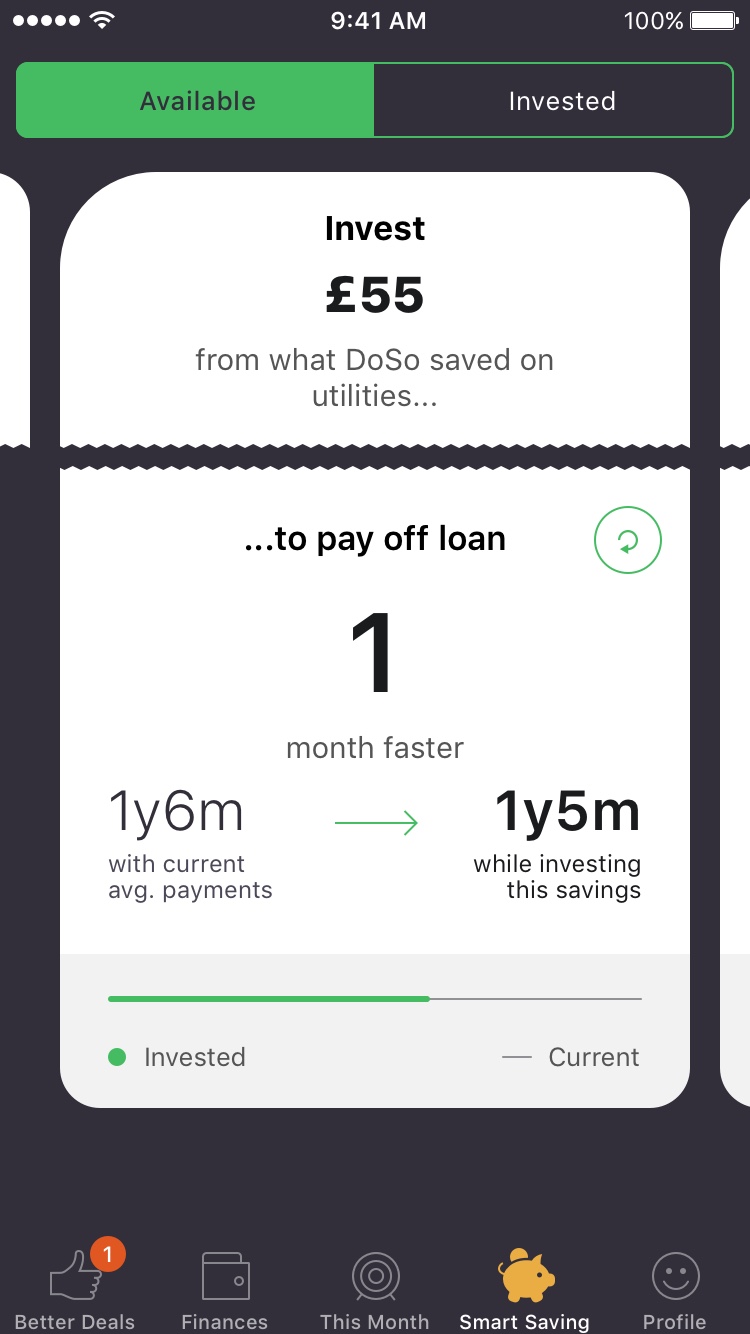 9:41 AM
100%
Available
Invested
Invest
£55
from what DoSo saved on
utilities...
...to pay off loan
1
month faster
1y6m
1y5m
with current
avg. payments
while investing
this savings
Invested
Current
1
Better Deals
Finances
This Month
Smart Saving
Profile